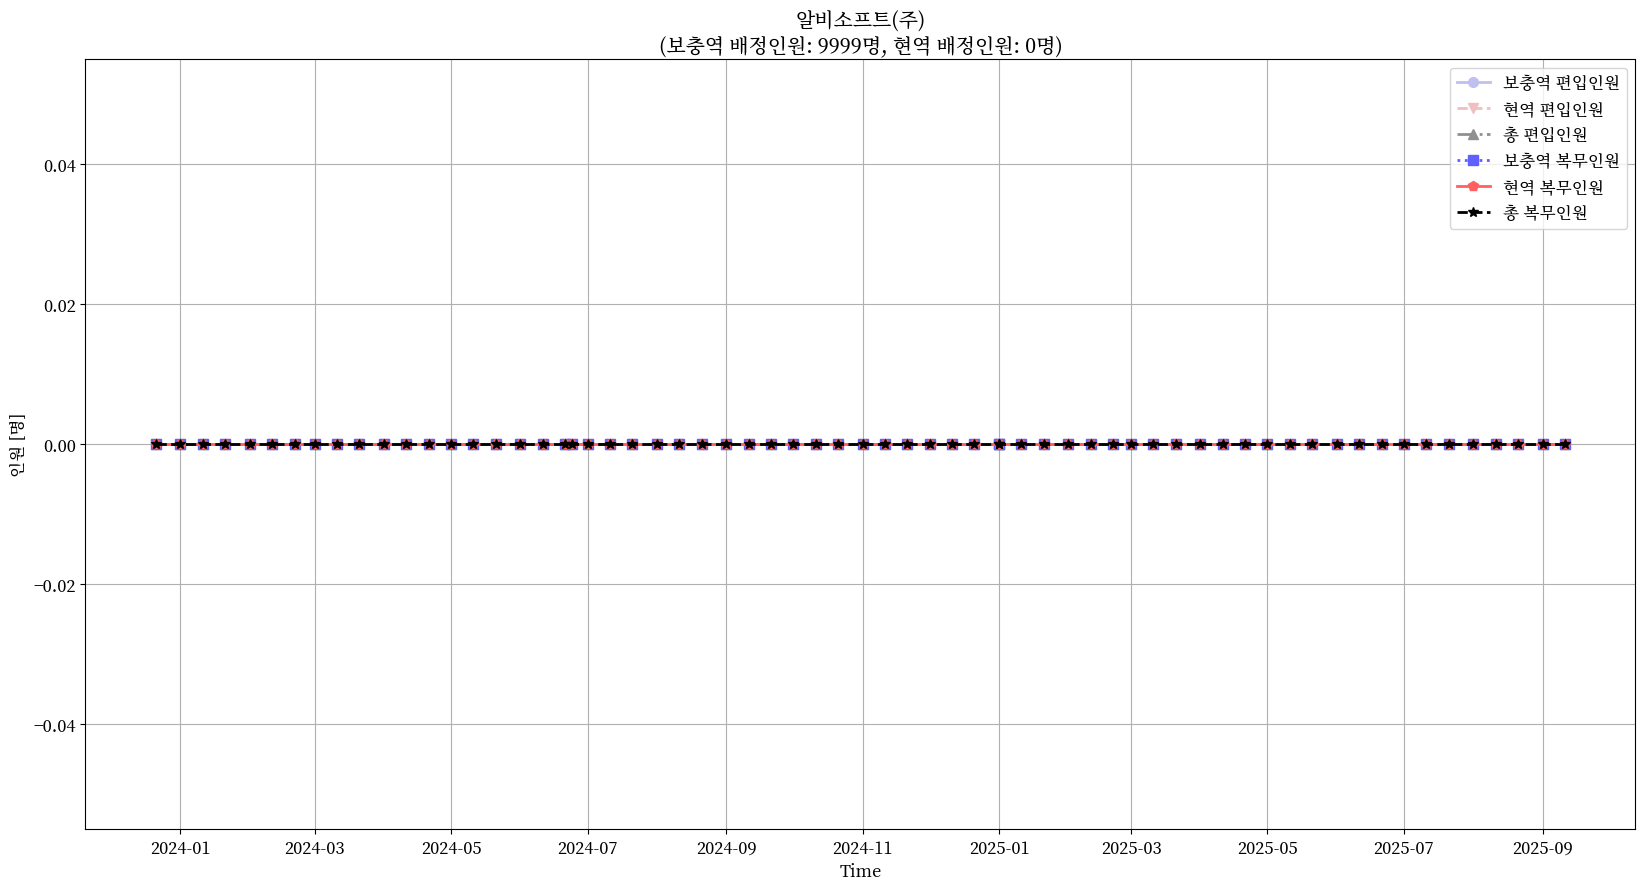 알비소프트(주)
(보충역 배정인원: 9999명, 현역 배정인원: 0명)
보충역 편입인원
현역 편입인원
총 편입인원
보충역 복무인원
현역 복무인원
총 복무인원
인원 [명]
0.04
0.02
0.00
−0.02
−0.04
2024-01
2024-03
2024-05
2024-07
2024-09
2024-11
2025-01
2025-03
2025-05
2025-07
2025-09
Time